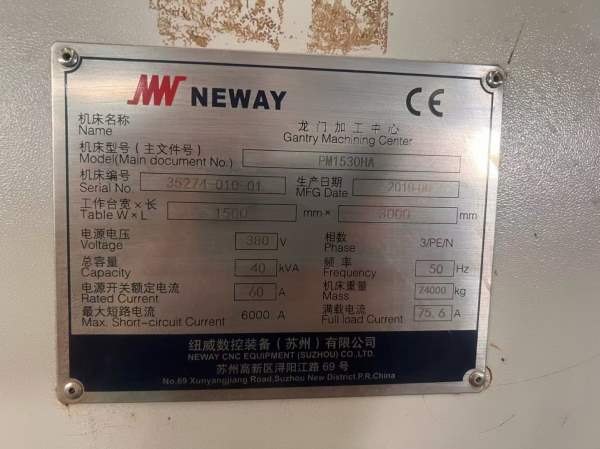 NEWAY CE
机床名称 龙门加工中心
Name Gantry Machining Center
机床型号(主文件号)
Model(Main document No.) PM1530HA
机床编号 生产日期
Serial No. 35274-010-01 MFG Date
工作台宽×长
Table W×L 1500 mm× 3000 mm
电源电压 相数
Voltage 380 V Phase 3/PE/N
总容量 频率
Capacity 40 kVA Frequency 50 Hz
电源开关额定电流 机床重量
Rated Current 60 A Mass 24000 kg
最大短路电流 满载电流
Max. Short-circuit Current 6000 A Full load Current 75.6 A
纽威数控装备(苏州)有限公司
NEWAY CNC EQUIPMENT (SUZHOU) CO.,LTD.
苏州高新区浔阳江路 69 号
No.69 Xunyangjiang Road,Suzhou New District P.R.China